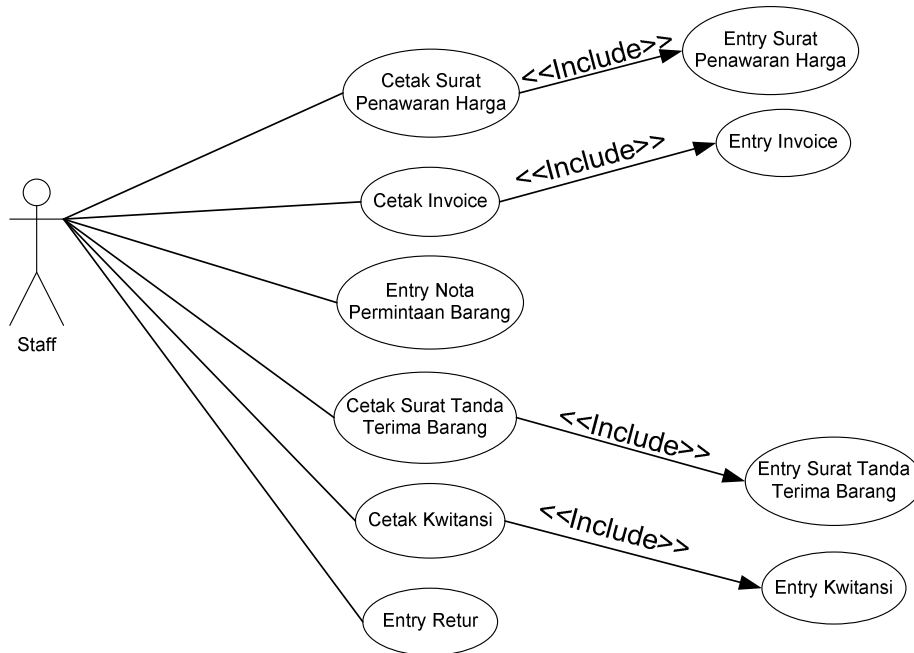 Cetak Surat
Penawaran Harga
<<Include>>
Entry Surat
Penawaran Harga
Cetak Invoice
<<Include>>
Entry Invoice
Entry Nota
Permintaan Barang
Staff
Cetak Surat Tanda
Terima Barang
<<Include>>
Entry Surat Tanda
Terima Barang
Cetak Kwitansi
<<Include>>
Entry Kwitansi
Entry Retur